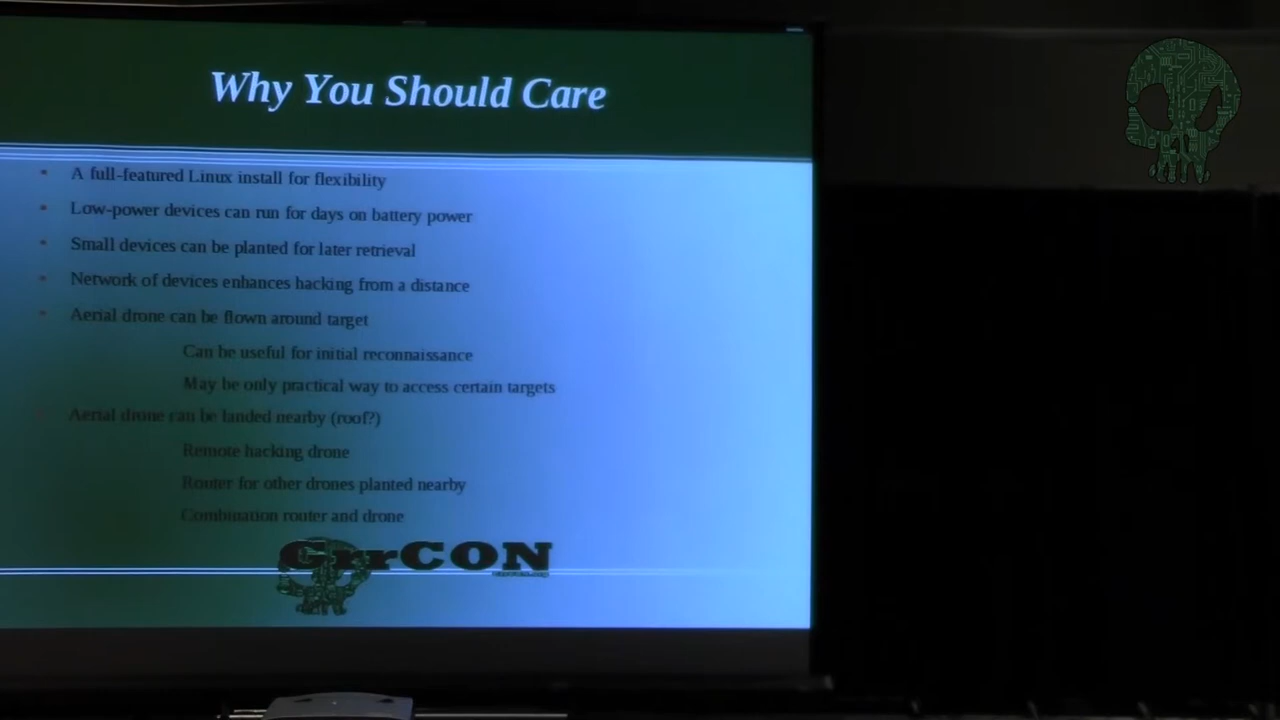 Why You Should Care
A full-featured Linux install for flexibility
Low-power devices can run for days on battery power
Small devices can be planted for later retrieval
Network of devices enhances hacking from a distance
Aerial drone can be flown around target
Can be useful for initial reconnaissance
May be only practical way to access certain targets
Aerial drone can be landed nearby (roof?)
Remote hacking drone
Router for other drones planted nearby
Combination router and drone
GrrCON